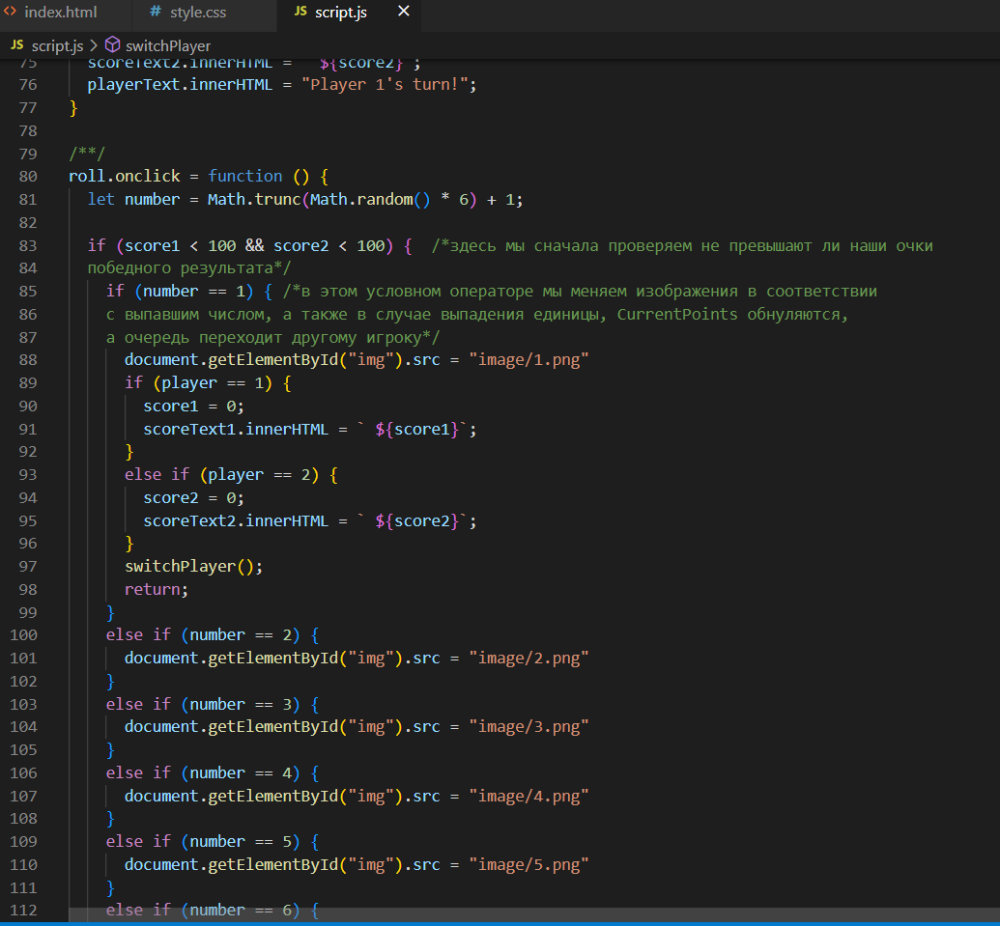 <> index.html # style.css JS script.js ×
JS script.js > switchPlayer
75 scoreText2.innerHTML = ` ${score2}`;
76 playerText.innerHTML = "Player 1's turn!";
77 }
78
79 /**/
80 roll.onclick = function () {
81 let number = Math.trunc(Math.random() * 6) + 1;
82
83 if (score1 < 100 && score2 < 100) { /*здесь мы сначала проверяем не превышают ли наши очки
84 победного результата*/
85 if (number == 1) { /*в этом условном операторе мы меняем изображения в соответствии
86 с выпавшим числом, а также в случае выпадения единицы, CurrentPoints обнуляются,
87 а очередь переходит другому игроку*/
88 document.getElementById("img").src = "image/1.png"
89 if (player == 1) {
90 score1 = 0;
91 scoreText1.innerHTML = ` ${score1}`;
92 }
93 else if (player == 2) {
94 score2 = 0;
95 scoreText2.innerHTML = ` ${score2}`;
96 }
97 switchPlayer();
98 return;
99 }
100 else if (number == 2) {
101 document.getElementById("img").src = "image/2.png"
102 }
103 else if (number == 3) {
104 document.getElementById("img").src = "image/3.png"
105 }
106 else if (number == 4) {
107 document.getElementById("img").src = "image/4.png"
108 }
109 else if (number == 5) {
110 document.getElementById("img").src = "image/5.png"
111 }
112 else if (number == 6) {